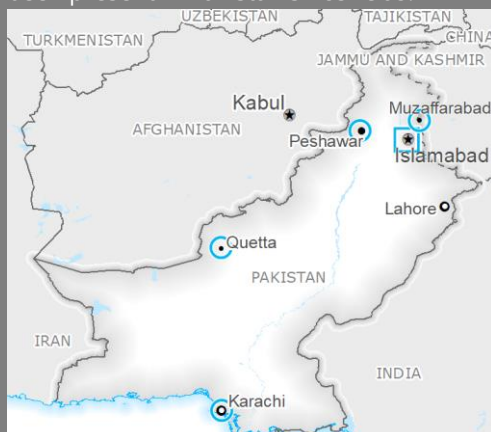 UZBEKISTAN
TAJIKISTAN
TURKMENISTAN
CHINA
JAMMU AND KASHMIR
Kabul
Muzaffarabad
AFGHANISTAN
Peshawar
Islamabad
Lahore
Quetta
PAKISTAN
IRAN
INDIA
Karachi